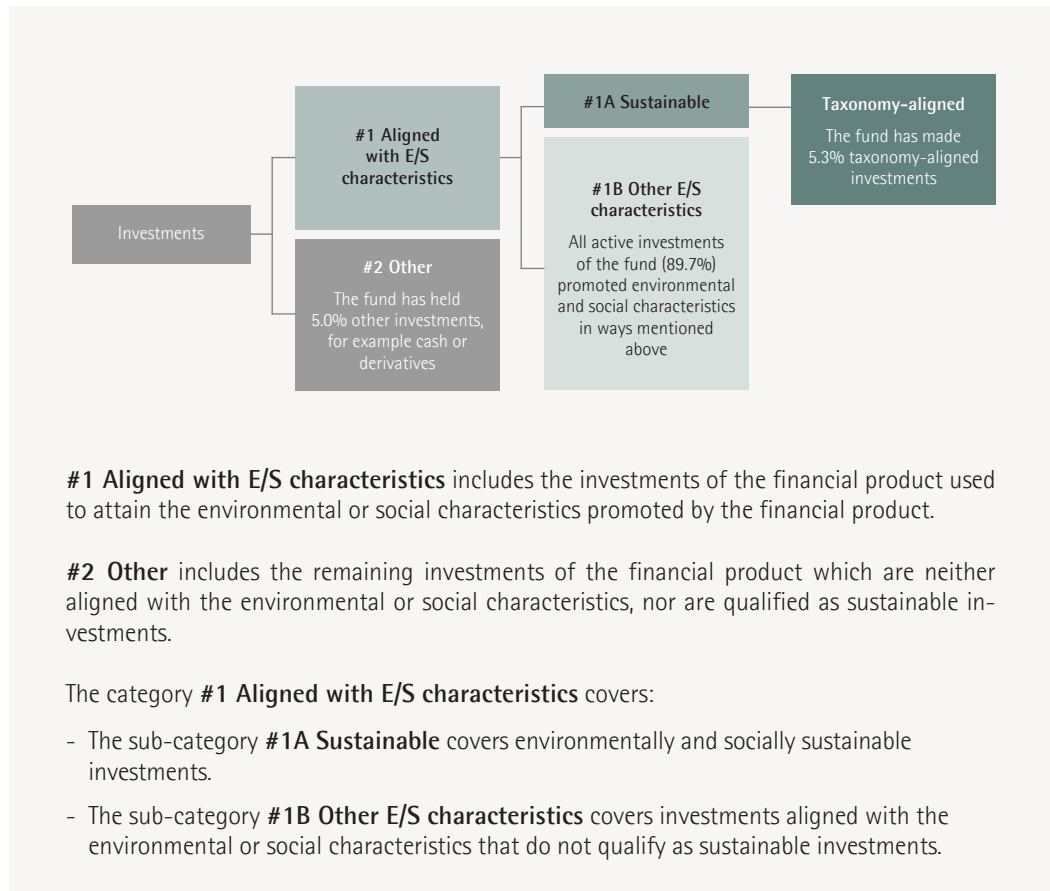 Investments
#1 Aligned
with E/S
characteristics
#2 Other
The fund has held
5.0% other investments,
for example cash or
derivatives
#1A Sustainable
#1B Other E/S
characteristics
All active investments
of the fund (89.7%)
promoted environmental
and social characteristics
in ways mentioned
above
Taxonomy-aligned
The fund has made
5.3% taxonomy-aligned
investments
#1 Aligned with E/S characteristics includes the investments of the financial product used
to attain the environmental or social characteristics promoted by the financial product.
#2 Other includes the remaining investments of the financial product which are neither
aligned with the environmental or social characteristics, nor are qualified as sustainable in-
vestments.
The category #1 Aligned with E/S characteristics covers:
- The sub-category #1A Sustainable covers environmentally and socially sustainable
investments.
- The sub-category #1B Other E/S characteristics covers investments aligned with the
environmental or social characteristics that do not qualify as sustainable investments.